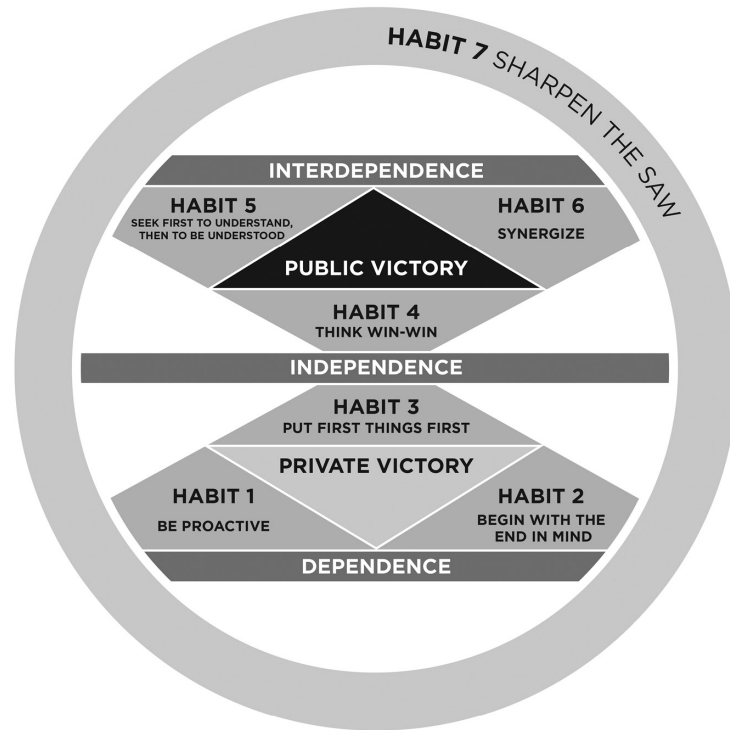 HABIT 7 SHARPEN THE SAW
INTERDEPENDENCE
HABIT 5
SEEK FIRST TO UNDERSTAND,
THEN TO BE UNDERSTOOD
HABIT 6
SYNERGIZE
PUBLIC VICTORY
HABIT 4
THINK WIN-WIN
INDEPENDENCE
HABIT 3
PUT FIRST THINGS FIRST
PRIVATE VICTORY
HABIT 1
BE PROACTIVE
HABIT 2
BEGIN WITH THE
END IN MIND
DEPENDENCE